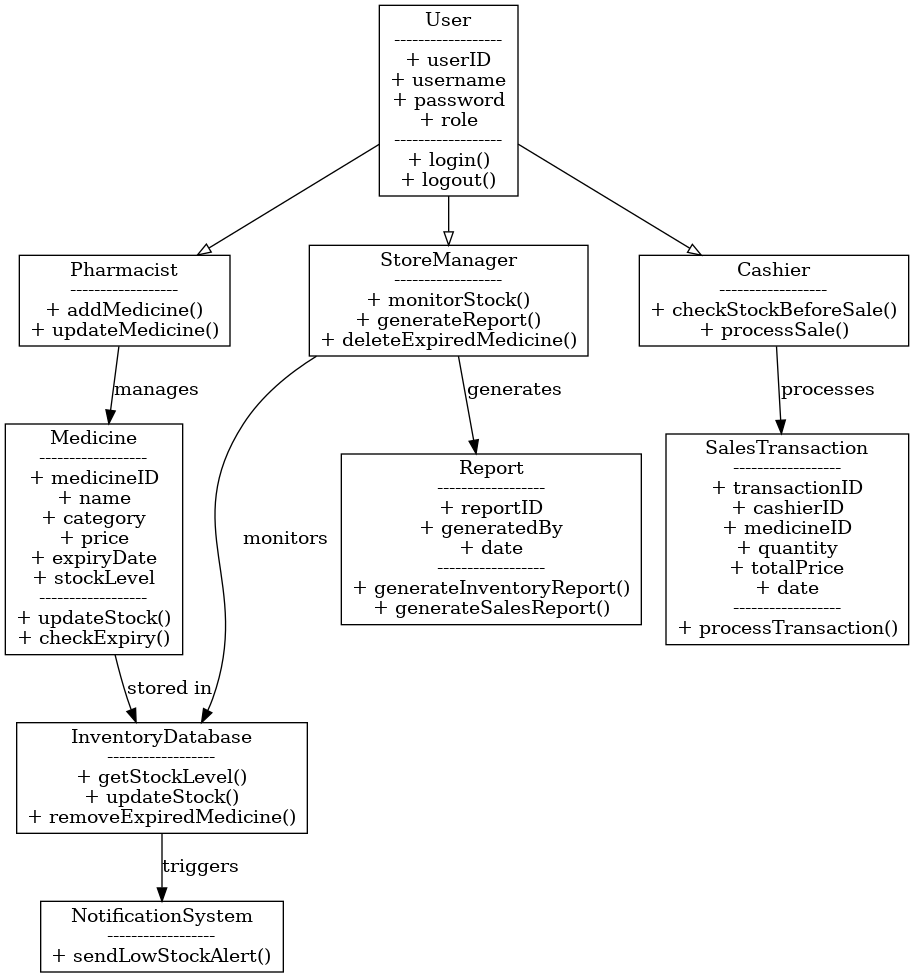 User
------------------
+ userID
+ username
+ password
+ role
------------------
+ login()
+ logout()
Pharmacist
------------------
+ addMedicine()
+ updateMedicine()
StoreManager
------------------
+ monitorStock()
+ generateReport()
+ deleteExpiredMedicine()
Cashier
------------------
+ checkStockBeforeSale()
+ processSale()
manages
generates
processes
Medicine
------------------
+ medicineID
+ name
+ category
+ price
+ expiryDate
+ stockLevel
------------------
+ updateStock()
+ checkExpiry()
monitors
Report
------------------
+ reportID
+ generatedBy
+ date
------------------
+ generateInventoryReport()
+ generateSalesReport()
SalesTransaction
------------------
+ transactionID
+ cashierID
+ medicineID
+ quantity
+ totalPrice
+ date
------------------
+ processTransaction()
stored in
InventoryDatabase
------------------
+ getStockLevel()
+ updateStock()
+ removeExpiredMedicine()
triggers
NotificationSystem
------------------
+ sendLowStockAlert()